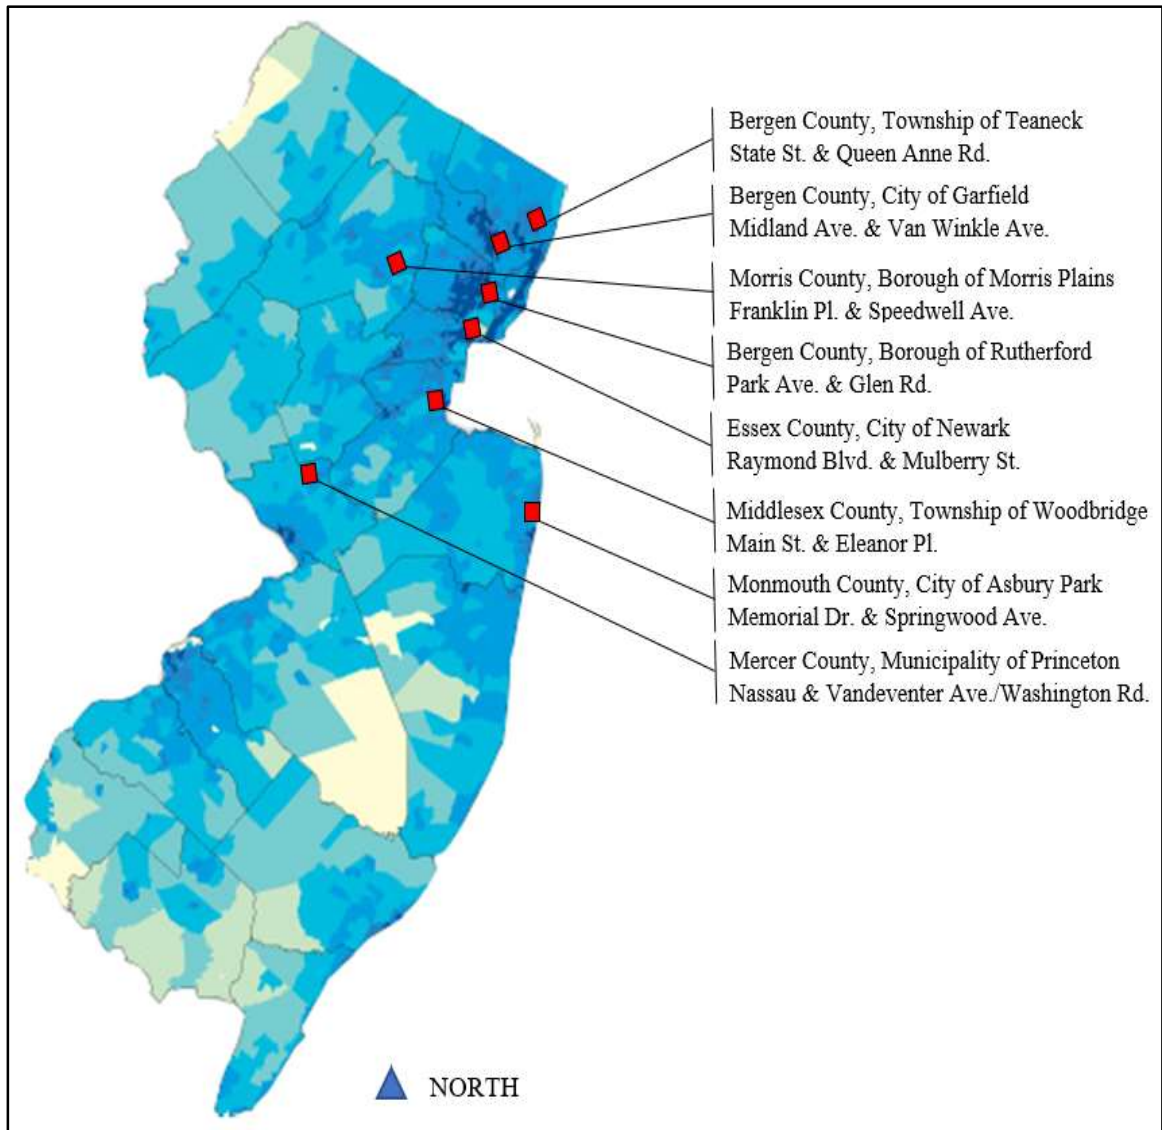 Bergen County, Township of Teaneck
State St. & Queen Anne Rd.
Bergen County, City of Garfield
Midland Ave. & Van Winkle Ave.
Morris County, Borough of Morris Plains
Franklin Pl. & Speedwell Ave.
Bergen County, Borough of Rutherford
Park Ave. & Glen Rd.
Essex County, City of Newark
Raymond Blvd. & Mulberry St.
Middlesex County, Township of Woodbridge
Main St. & Eleanor Pl.
Monmouth County, City of Asbury Park
Memorial Dr. & Springwood Ave.
Mercer County, Municipality of Princeton
Nassau & Vandeventer Ave./Washington Rd.
NORTH